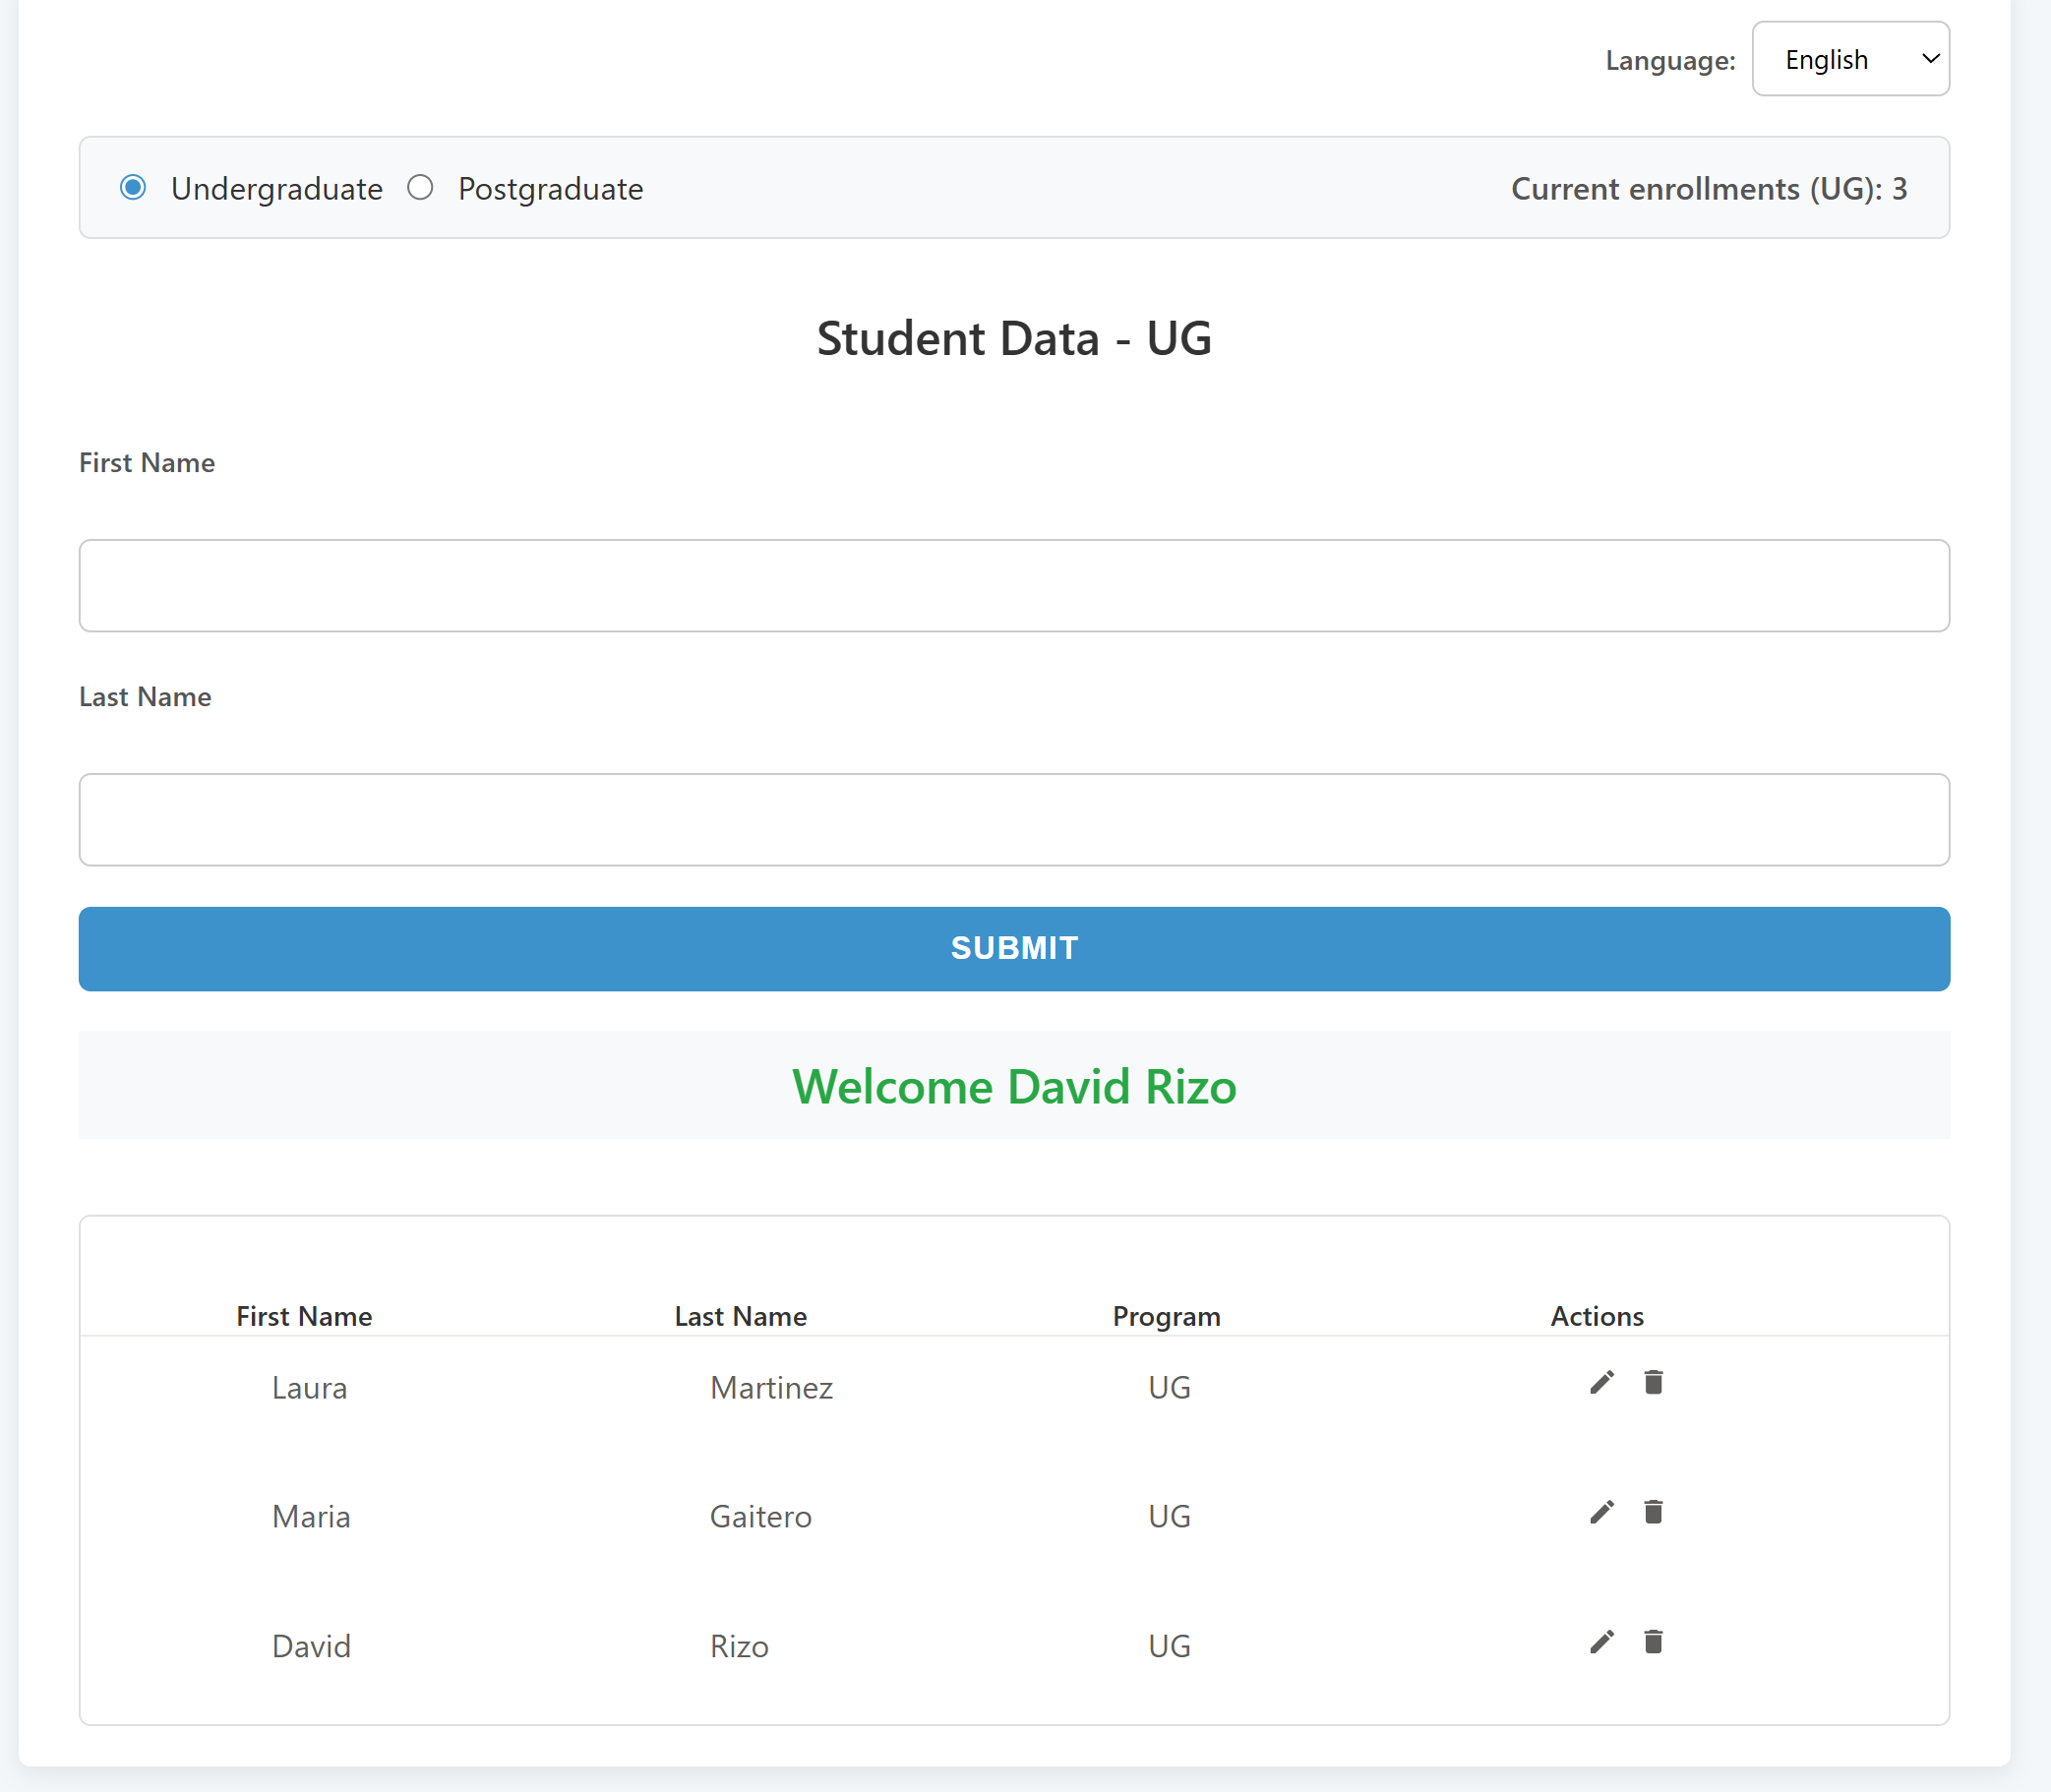 Language: English
Undergraduate Postgraduate Current enrollments (UG): 3
Student Data - UG
First Name
Last Name
SUBMIT
Welcome David Rizo
First Name Last Name Program Actions
Laura Martinez UG
Maria Gaitero UG
David Rizo UG